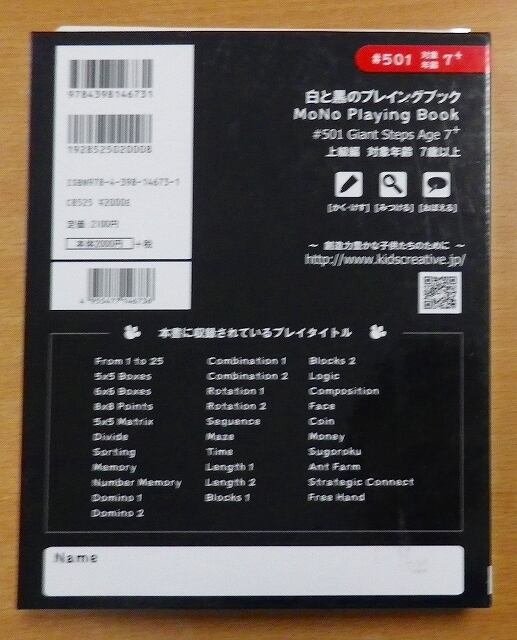 9784398146731
1928525020008
ISBN978-4-398-14673-1
C8525 ¥2000E
定価 2100円
本体2000円 +税
4 955477 146736
#501 対象年齢 7+
白と黒のプレイングブック
MoNo Playing Book
#501 Giant Steps Age 7+
上級編 対象年齢 7歳以上
[かく・けす] [みつける] [おぼえる]
～ 創造力豊かな子供たちのために ～
http://www.kidscreative.jp/
本書に収録されているプレイタイトル
From 1 to 25
5x5 Boxes
6x6 Boxes
8x8 Points
5x5 Matrix
Divide
Sorting
Memory
Number Memory
Domino 1
Domino 2
Combination 1
Combination 2
Rotation 1
Rotation 2
Sequence
Maze
Time
Length 1
Length 2
Blocks 1
Blocks 2
Logic
Composition
Face
Coin
Money
Sugoroku
Ant Farm
Strategic Connect
Free Hand
Name